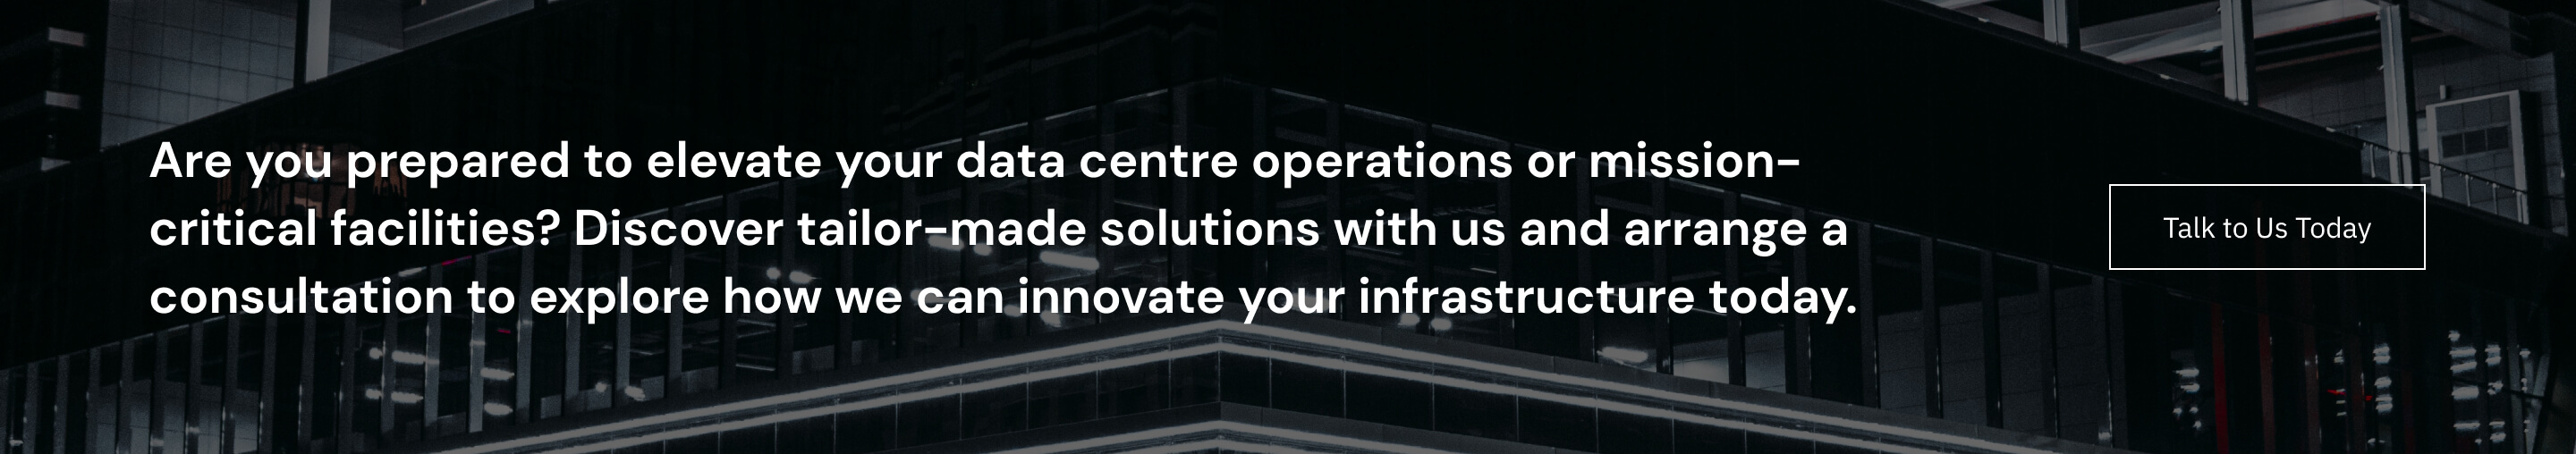 Are you prepared to elevate your data centre operations or mission-
critical facilities? Discover tailor-made solutions with us and arrange a
consultation to explore how we can innovate your infrastructure today.
Talk to Us Today